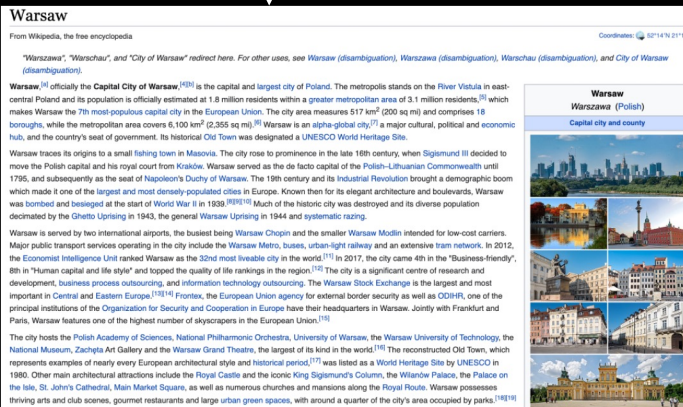 Warsaw
From Wikipedia, the free encyclopedia
Coordinates: 52°14′N 21°
"Warszawa", "Warschau", and "City of Warsaw" redirect here. For other uses, see Warsaw (disambiguation), Warszawa (disambiguation), Warschau (disambiguation), and City of Warsaw
(disambiguation).
Warsaw,[a] officially the Capital City of Warsaw,[4][b] is the capital and largest city of Poland. The metropolis stands on the River Vistula in east-
central Poland and its population is officially estimated at 1.8 million residents within a greater metropolitan area of 3.1 million residents,[5] which
makes Warsaw the 7th most-populous capital city in the European Union. The city area measures 517 km² (200 sq mi) and comprises 18
boroughs, while the metropolitan area covers 6,100 km² (2,355 sq mi).[6] Warsaw is an alpha-global city,[7] a major cultural, political and economic
hub, and the country's seat of government. Its historical Old Town was designated a UNESCO World Heritage Site.
Warsaw traces its origins to a small fishing town in Masovia. The city rose to prominence in the late 16th century, when Sigismund III decided to
move the Polish capital and his royal court from Kraków. Warsaw served as the de facto capital of the Polish–Lithuanian Commonwealth until
1795, and subsequently as the seat of Napoleon's Duchy of Warsaw. The 19th century and its Industrial Revolution brought a demographic boom
which made it one of the largest and most densely-populated cities in Europe. Known then for its elegant architecture and boulevards, Warsaw
was bombed and besieged at the start of World War II in 1939.[8][9][10] Much of the historic city was destroyed and its diverse population
decimated by the Ghetto Uprising in 1943, the general Warsaw Uprising in 1944 and systematic razing.
Warsaw is served by two international airports, the busiest being Warsaw Chopin and the smaller Warsaw Modlin intended for low-cost carriers.
Major public transport services operating in the city include the Warsaw Metro, buses, urban-light railway and an extensive tram network. In 2012,
the Economist Intelligence Unit ranked Warsaw as the 32nd most liveable city in the world.[11] In 2017, the city came 4th in the "Business-friendly",
8th in "Human capital and life style" and topped the quality of life rankings in the region.[12] The city is a significant centre of research and
development, business process outsourcing, and information technology outsourcing. The Warsaw Stock Exchange is the largest and most
important in Central and Eastern Europe.[13][14] Frontex, the European Union agency for external border security as well as ODIHR, one of the
principal institutions of the Organization for Security and Cooperation in Europe have their headquarters in Warsaw. Jointly with Frankfurt and
Paris, Warsaw features one of the highest number of skyscrapers in the European Union.[15]
The city hosts the Polish Academy of Sciences, National Philharmonic Orchestra, University of Warsaw, the Warsaw University of Technology, the
National Museum, Zachęta Art Gallery and the Warsaw Grand Theatre, the largest of its kind in the world.[16] The reconstructed Old Town, which
represents examples of nearly every European architectural style and historical period,[17] was listed as a World Heritage Site by UNESCO in
1980. Other main architectural attractions include the Royal Castle and the iconic King Sigismund's Column, the Wilanów Palace, the Palace on
the Isle, St. John's Cathedral, Main Market Square, as well as numerous churches and mansions along the Royal Route. Warsaw possesses
thriving arts and club scenes, gourmet restaurants and large urban green spaces, with around a quarter of the city's area occupied by parks.[18][19]
Warsaw
Warszawa (Polish)
Capital city and county